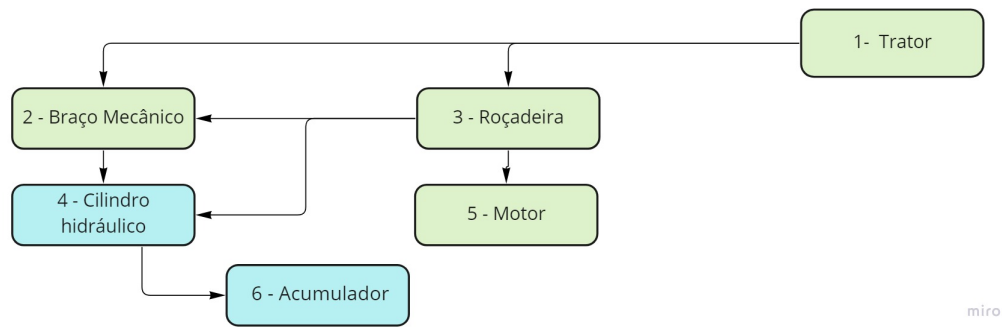 1- Trator
2 - Braço Mecânico
3 - Roçadeira
4 - Cilindro
hidráulico
5 - Motor
6 - Acumulador
miro